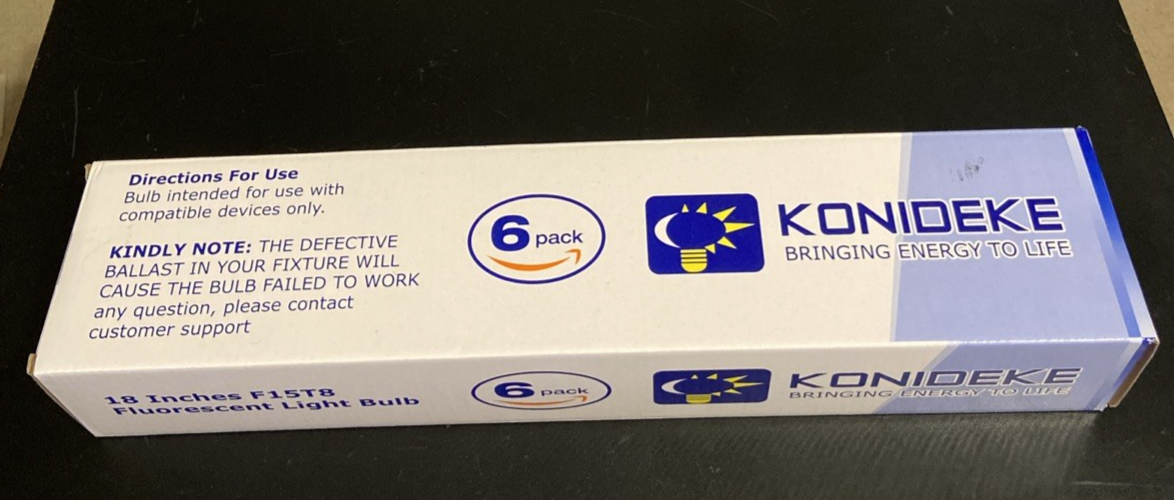 Directions For Use
Bulb intended for use with
compatible devices only.
KINDLY NOTE: THE DEFECTIVE
BALLAST IN YOUR FIXTURE WILL
CAUSE THE BULB FAILED TO WORK
any question, please contact
customer support
6 pack
KONIDEKE
BRINGING ENERGY TO LIFE
18 Inches F15T8
Fluorescent Light Bulb
6 pack
KONIDEKE
BRINGING ENERGY TO LIFE